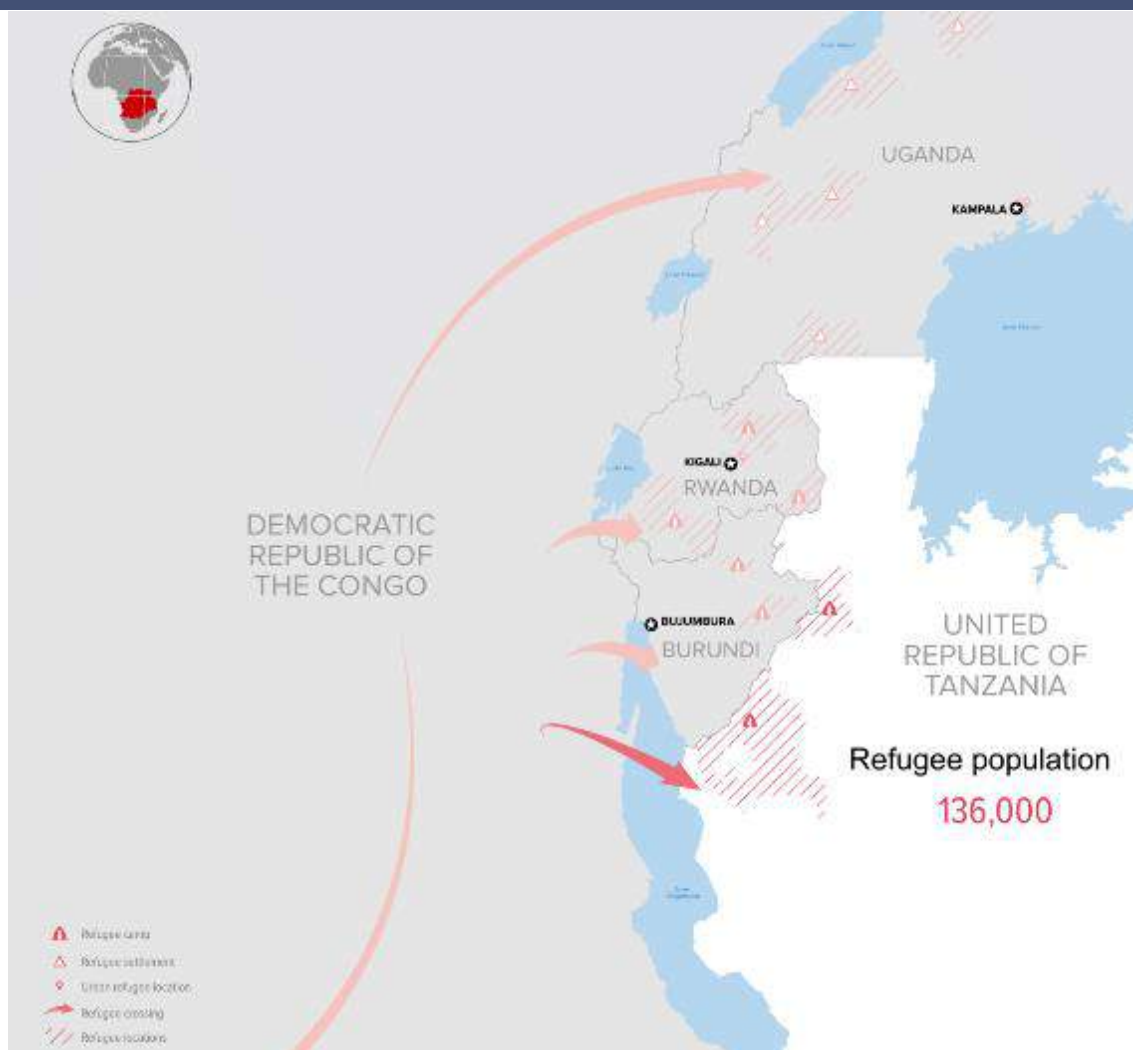 UGANDA
KAMPALA
KIGALI
RWANDA
DEMOCRATIC
REPUBLIC OF
THE CONGO
BUJUMBURA
BURUNDI
UNITED
REPUBLIC OF
TANZANIA
Refugee population
136,000
Refugee camp
Refugee settlement
Urban refugee location
Refugee crossing
Refugee locations